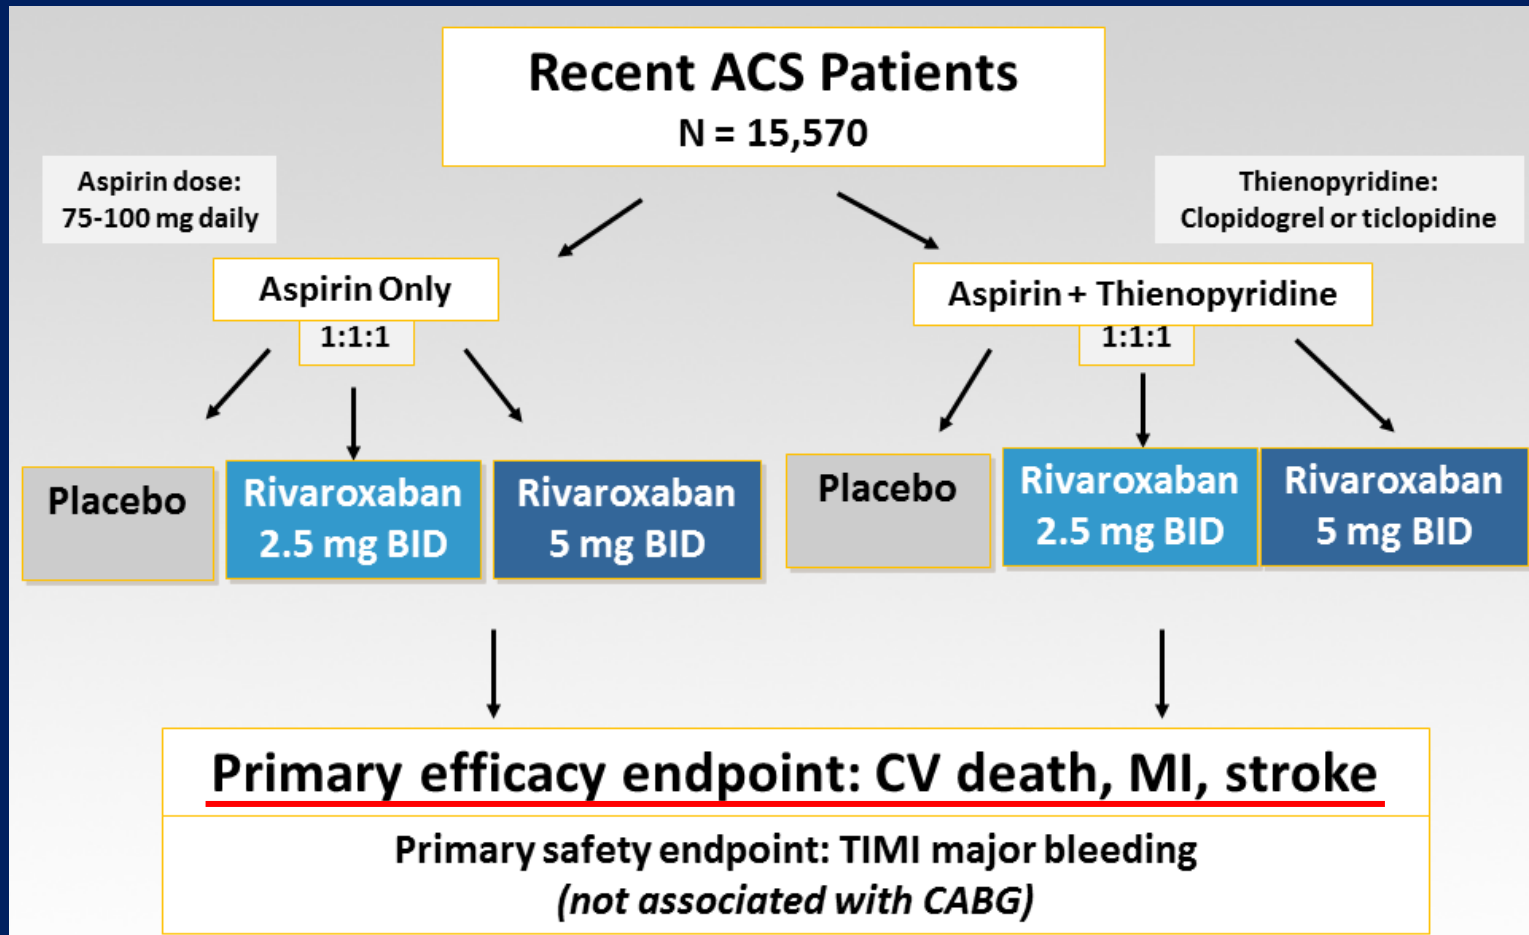 Recent ACS Patients
N = 15,570
Aspirin dose:
75-100 mg daily
Thienopyridine:
Clopidogrel or ticlopidine
Aspirin Only
1:1:1
Aspirin + Thienopyridine
1:1:1
Placebo
Rivaroxaban
2.5 mg BID
Rivaroxaban
5 mg BID
Placebo
Rivaroxaban
2.5 mg BID
Rivaroxaban
5 mg BID
Primary efficacy endpoint: CV death, MI, stroke
Primary safety endpoint: TIMI major bleeding
(not associated with CABG)